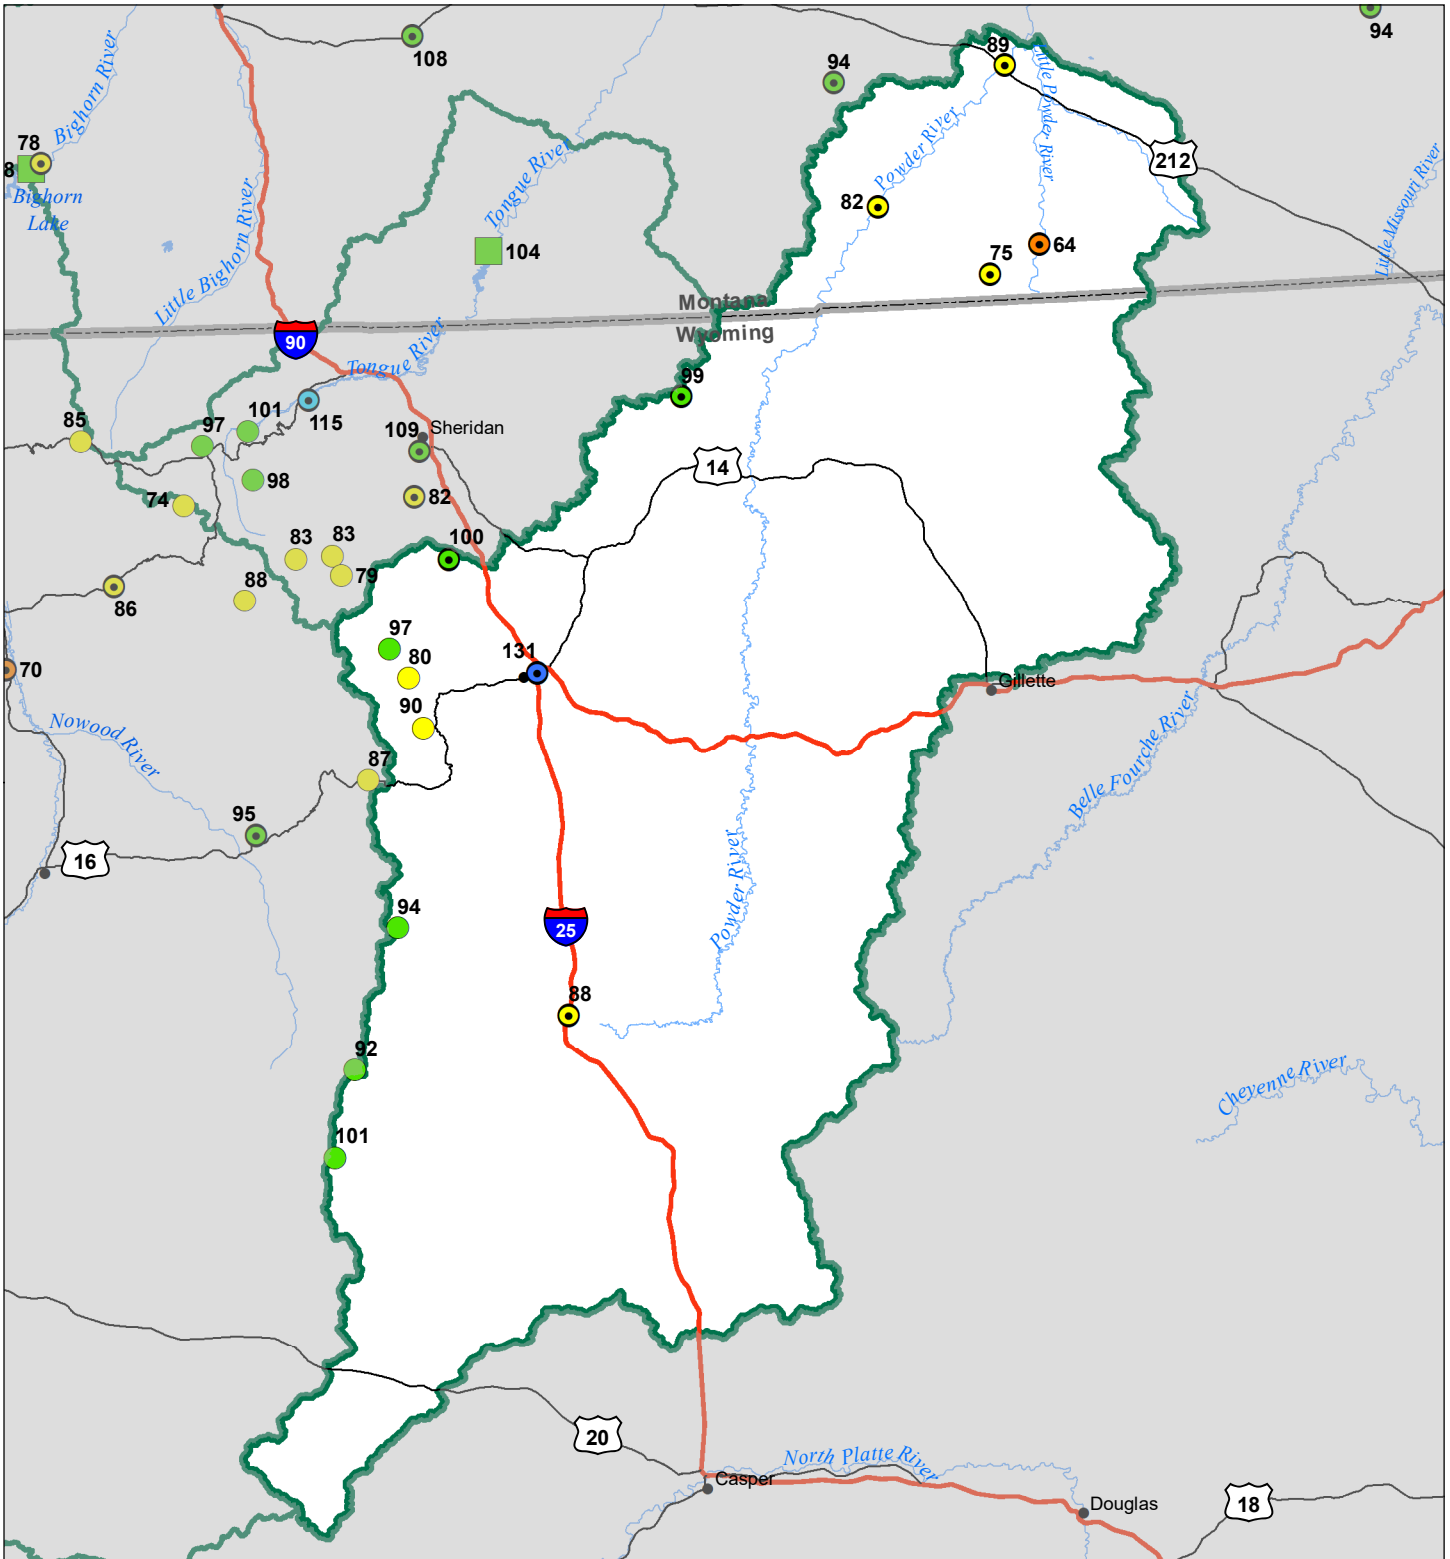 108
94
94
89
Bighorn River
Little Powder River
78
8
Bighorn
Lake
Powder River
212
Tongue River
Little Missouri River
82
Little Bighorn River
104
75
64
Montana
Wyoming
90
Tongue River
99
115
85
97
101
109
Sheridan
14
98
82
74
100
83
83
79
88
86
97
131
80
70
Gillette
90
Nowood River
Belle Fourche River
87
95
16
Powder River
94
25
88
92
Cheyenne River
101
20
North Platte River
Casper
Douglas
18